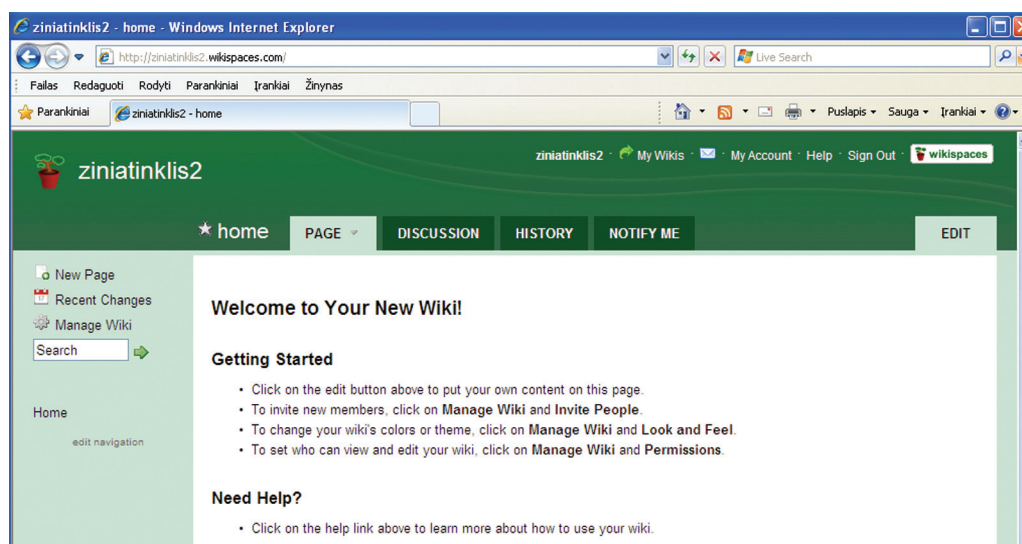 ziniatinklis2 - home - Windows Internet Explorer
http://ziniatinklis2.wikispaces.com/
Live Search
Failas Redaguoti Rodyti Parankiniai Įrankiai Žinynas
Parankiniai ziniatinklis2 - home Puslapis Sauga Įrankiai
ziniatinklis2 · My Wikis · · My Account · Help · Sign Out · wikispaces
ziniatinklis2
home PAGE DISCUSSION HISTORY NOTIFY ME EDIT
New Page
Recent Changes
Manage Wiki
Search
Home
edit navigation
Welcome to Your New Wiki!
Getting Started
• Click on the edit button above to put your own content on this page.
• To invite new members, click on Manage Wiki and Invite People.
• To change your wiki's colors or theme, click on Manage Wiki and Look and Feel.
• To set who can view and edit your wiki, click on Manage Wiki and Permissions.
Need Help?
• Click on the help link above to learn more about how to use your wiki.